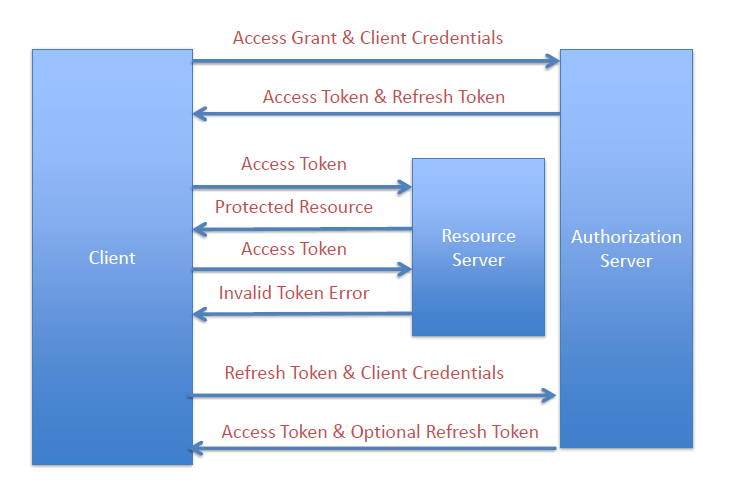 Access Grant & Client Credentials
Access Token & Refresh Token
Access Token
Protected Resource
Access Token
Invalid Token Error
Client
Resource
Server
Authorization
Server
Refresh Token & Client Credentials
Access Token & Optional Refresh Token